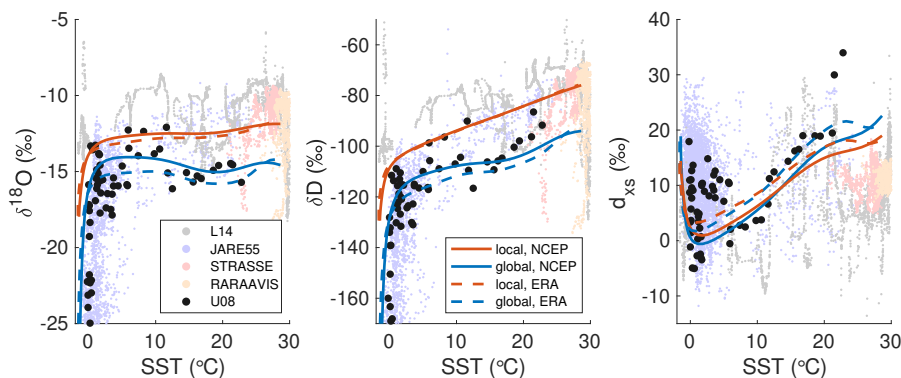 -5
-10
-15
-20
-25
δ¹⁸O (‰)
0
10
20
30
SST (°C)
L14
JARE55
STRASSE
RARAAVIS
U08
-60
-80
-100
-120
-140
-160
δD (‰)
0
10
20
30
SST (°C)
local, NCEP
global, NCEP
local, ERA
global, ERA
40
30
20
10
0
-10
dₓₛ (‰)
0
10
20
30
SST (°C)